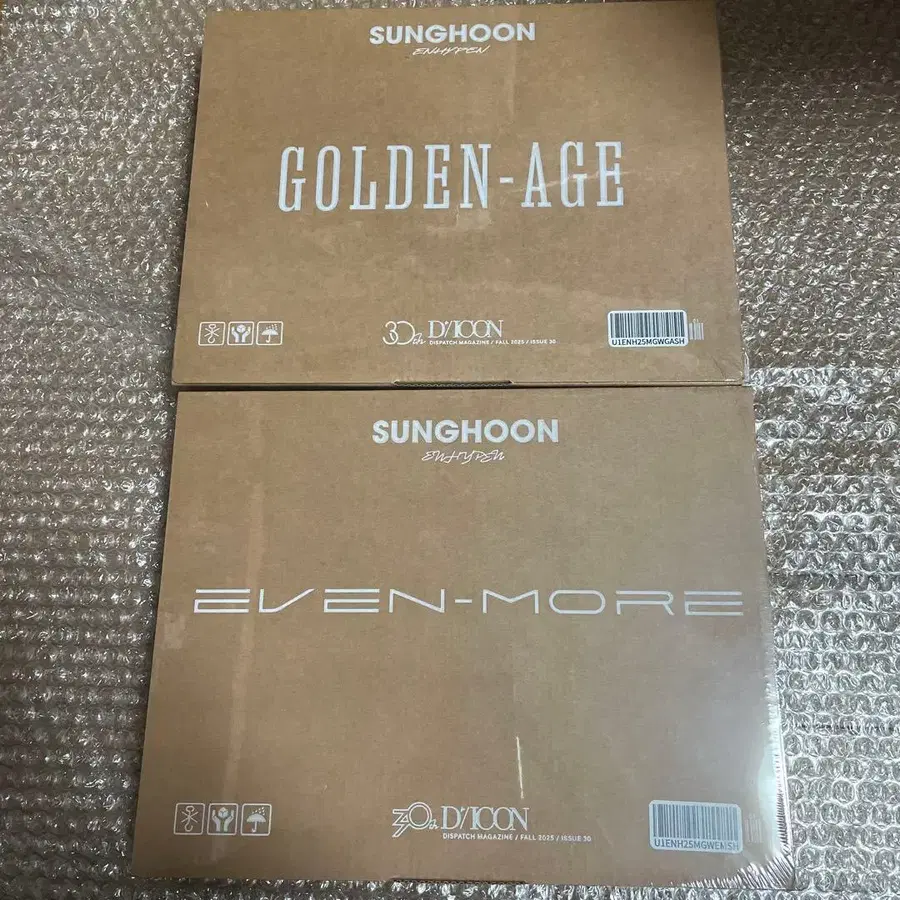 SUNGHOON
ENHYPEN
GOLDEN-AGE
30th D'/ICON
DISPATCH MAGAZINE / FALL 2025 / ISSUE 30
U1ENH25MGWGASH
SUNGHOON
ENHYPEN
EVEN-MORE
30th D'/ICON
DISPATCH MAGAZINE / FALL 2025 / ISSUE 30
U1ENH25MGWEMSH